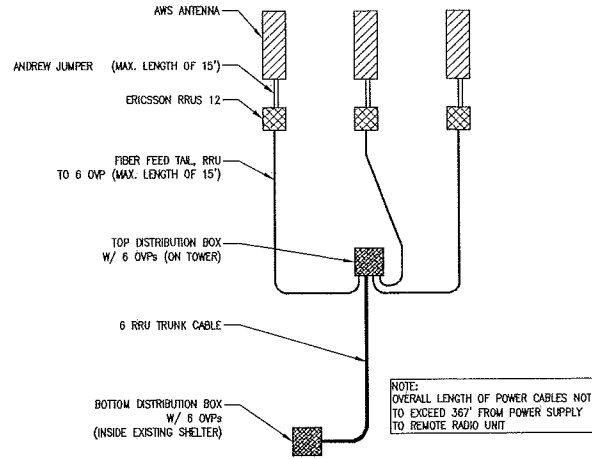 AWS ANTENNA
ANDREW JUMPER (MAX. LENGTH OF 15')
ERICSSON RRUS 12
FIBER FEED TAIL, RRU
TO 6 OVP (MAX. LENGTH OF 15')
TOP DISTRIBUTION BOX
W/ 6 OVPs (ON TOWER)
6 RRU TRUNK CABLE
BOTTOM DISTRIBUTION BOX
W/ 6 OVPs
(INSIDE EXISTING SHELTER)
NOTE:
OVERALL LENGTH OF POWER CABLES NOT
TO EXCEED 367' FROM POWER SUPPLY
TO REMOTE RADIO UNIT